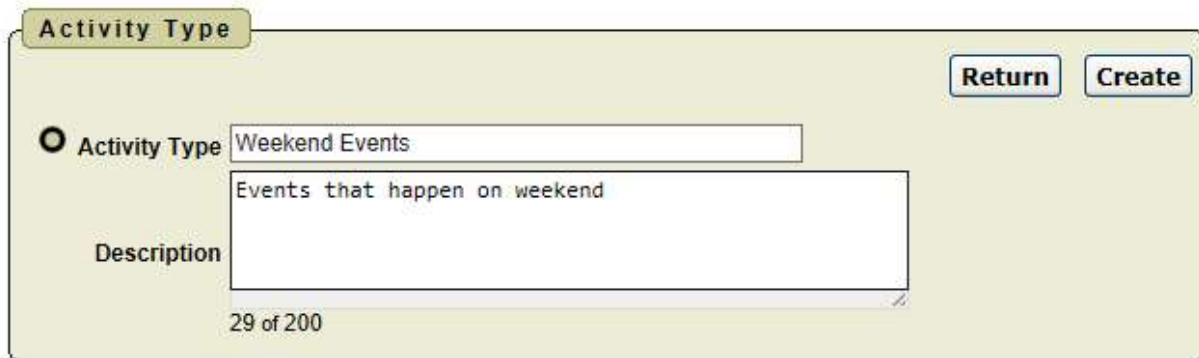 Activity Type
Return Create
Activity Type Weekend Events
Events that happen on weekend
Description
29 of 200